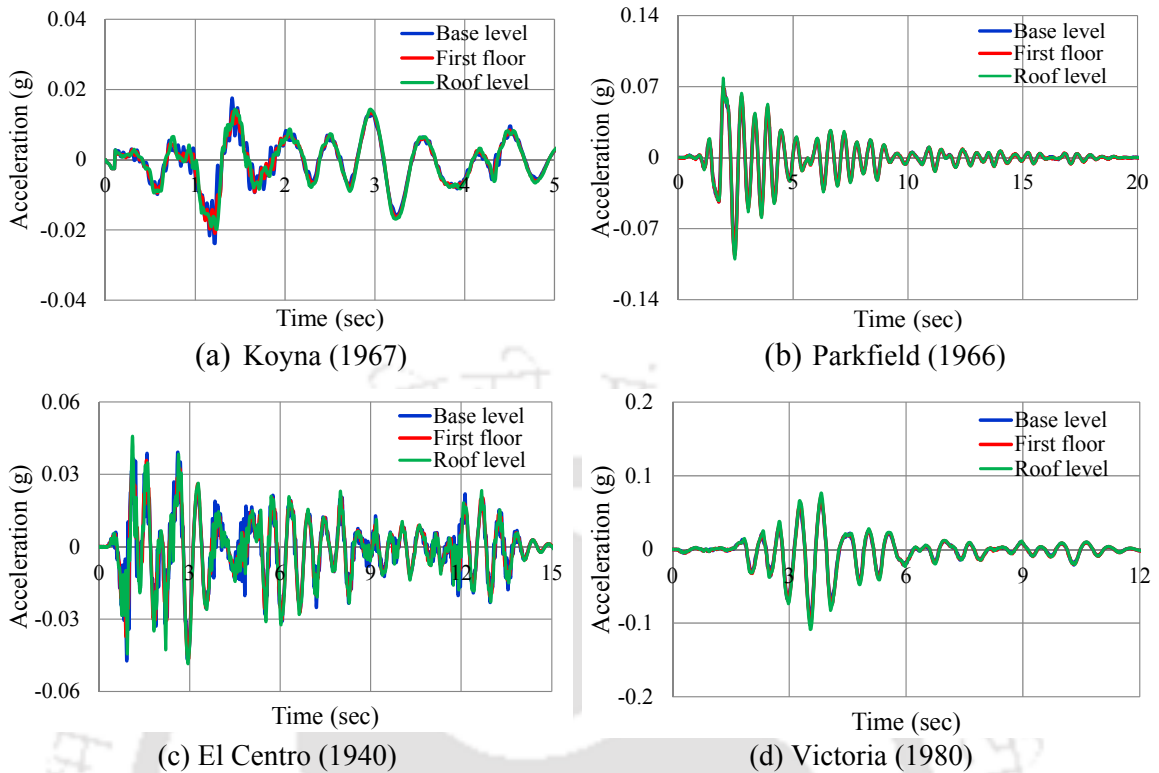 0.04
0.02
0
-0.02
-0.04
0
1
2
3
4
5
Acceleration (g)
Time (sec)
Base level
First floor
Roof level
(a) Koyna (1967)
0.14
0.07
0
-0.07
-0.14
0
5
10
15
20
Acceleration (g)
Time (sec)
Base level
First floor
Roof level
(b) Parkfield (1966)
0.06
0.03
0
-0.03
-0.06
0
3
6
9
12
15
Acceleration (g)
Time (sec)
Base level
First floor
Roof level
(c) El Centro (1940)
0.2
0.1
0
-0.1
-0.2
0
3
6
9
12
Acceleration (g)
Time (sec)
Base level
First floor
Roof level
(d) Victoria (1980)